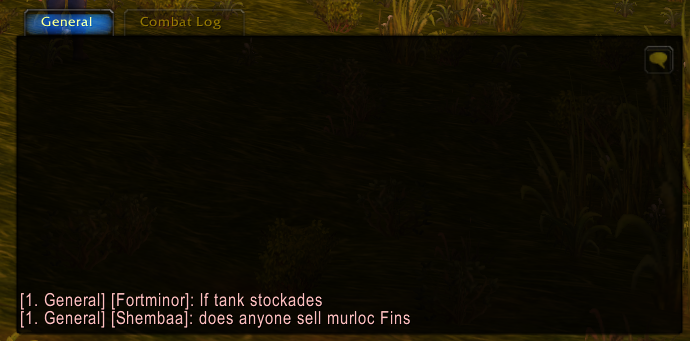 General
Combat Log
[1. General] [Fortminor]: lf tank stockades
[1. General] [Shembaa]: does anyone sell murloc Fins